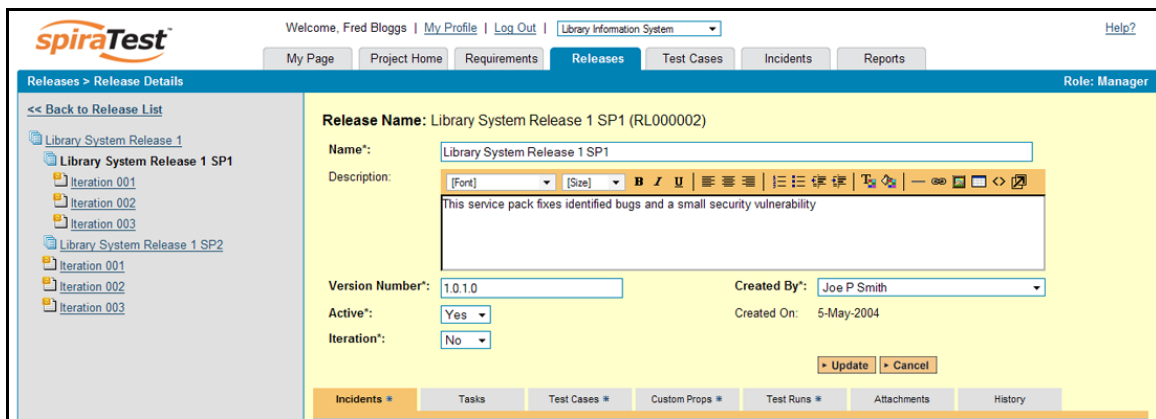 spiraTest
Welcome, Fred Bloggs | My Profile | Log Out | Library Information System
Help?
My Page Project Home Requirements Releases Test Cases Incidents Reports
Releases > Release Details
Role: Manager
<< Back to Release List
Library System Release 1
Library System Release 1 SP1
Iteration 001
Iteration 002
Iteration 003
Library System Release 1 SP2
Iteration 001
Iteration 002
Iteration 003
Release Name: Library System Release 1 SP1 (RL000002)
Name*: Library System Release 1 SP1
Description:
[Font] [Size] B I U
This service pack fixes identified bugs and a small security vulnerability
Version Number*: 1.0.1.0 Created By*: Joe P Smith
Active*: Yes Created On: 5-May-2004
Iteration*: No
Update Cancel
Incidents Tasks Test Cases Custom Props Test Runs Attachments History